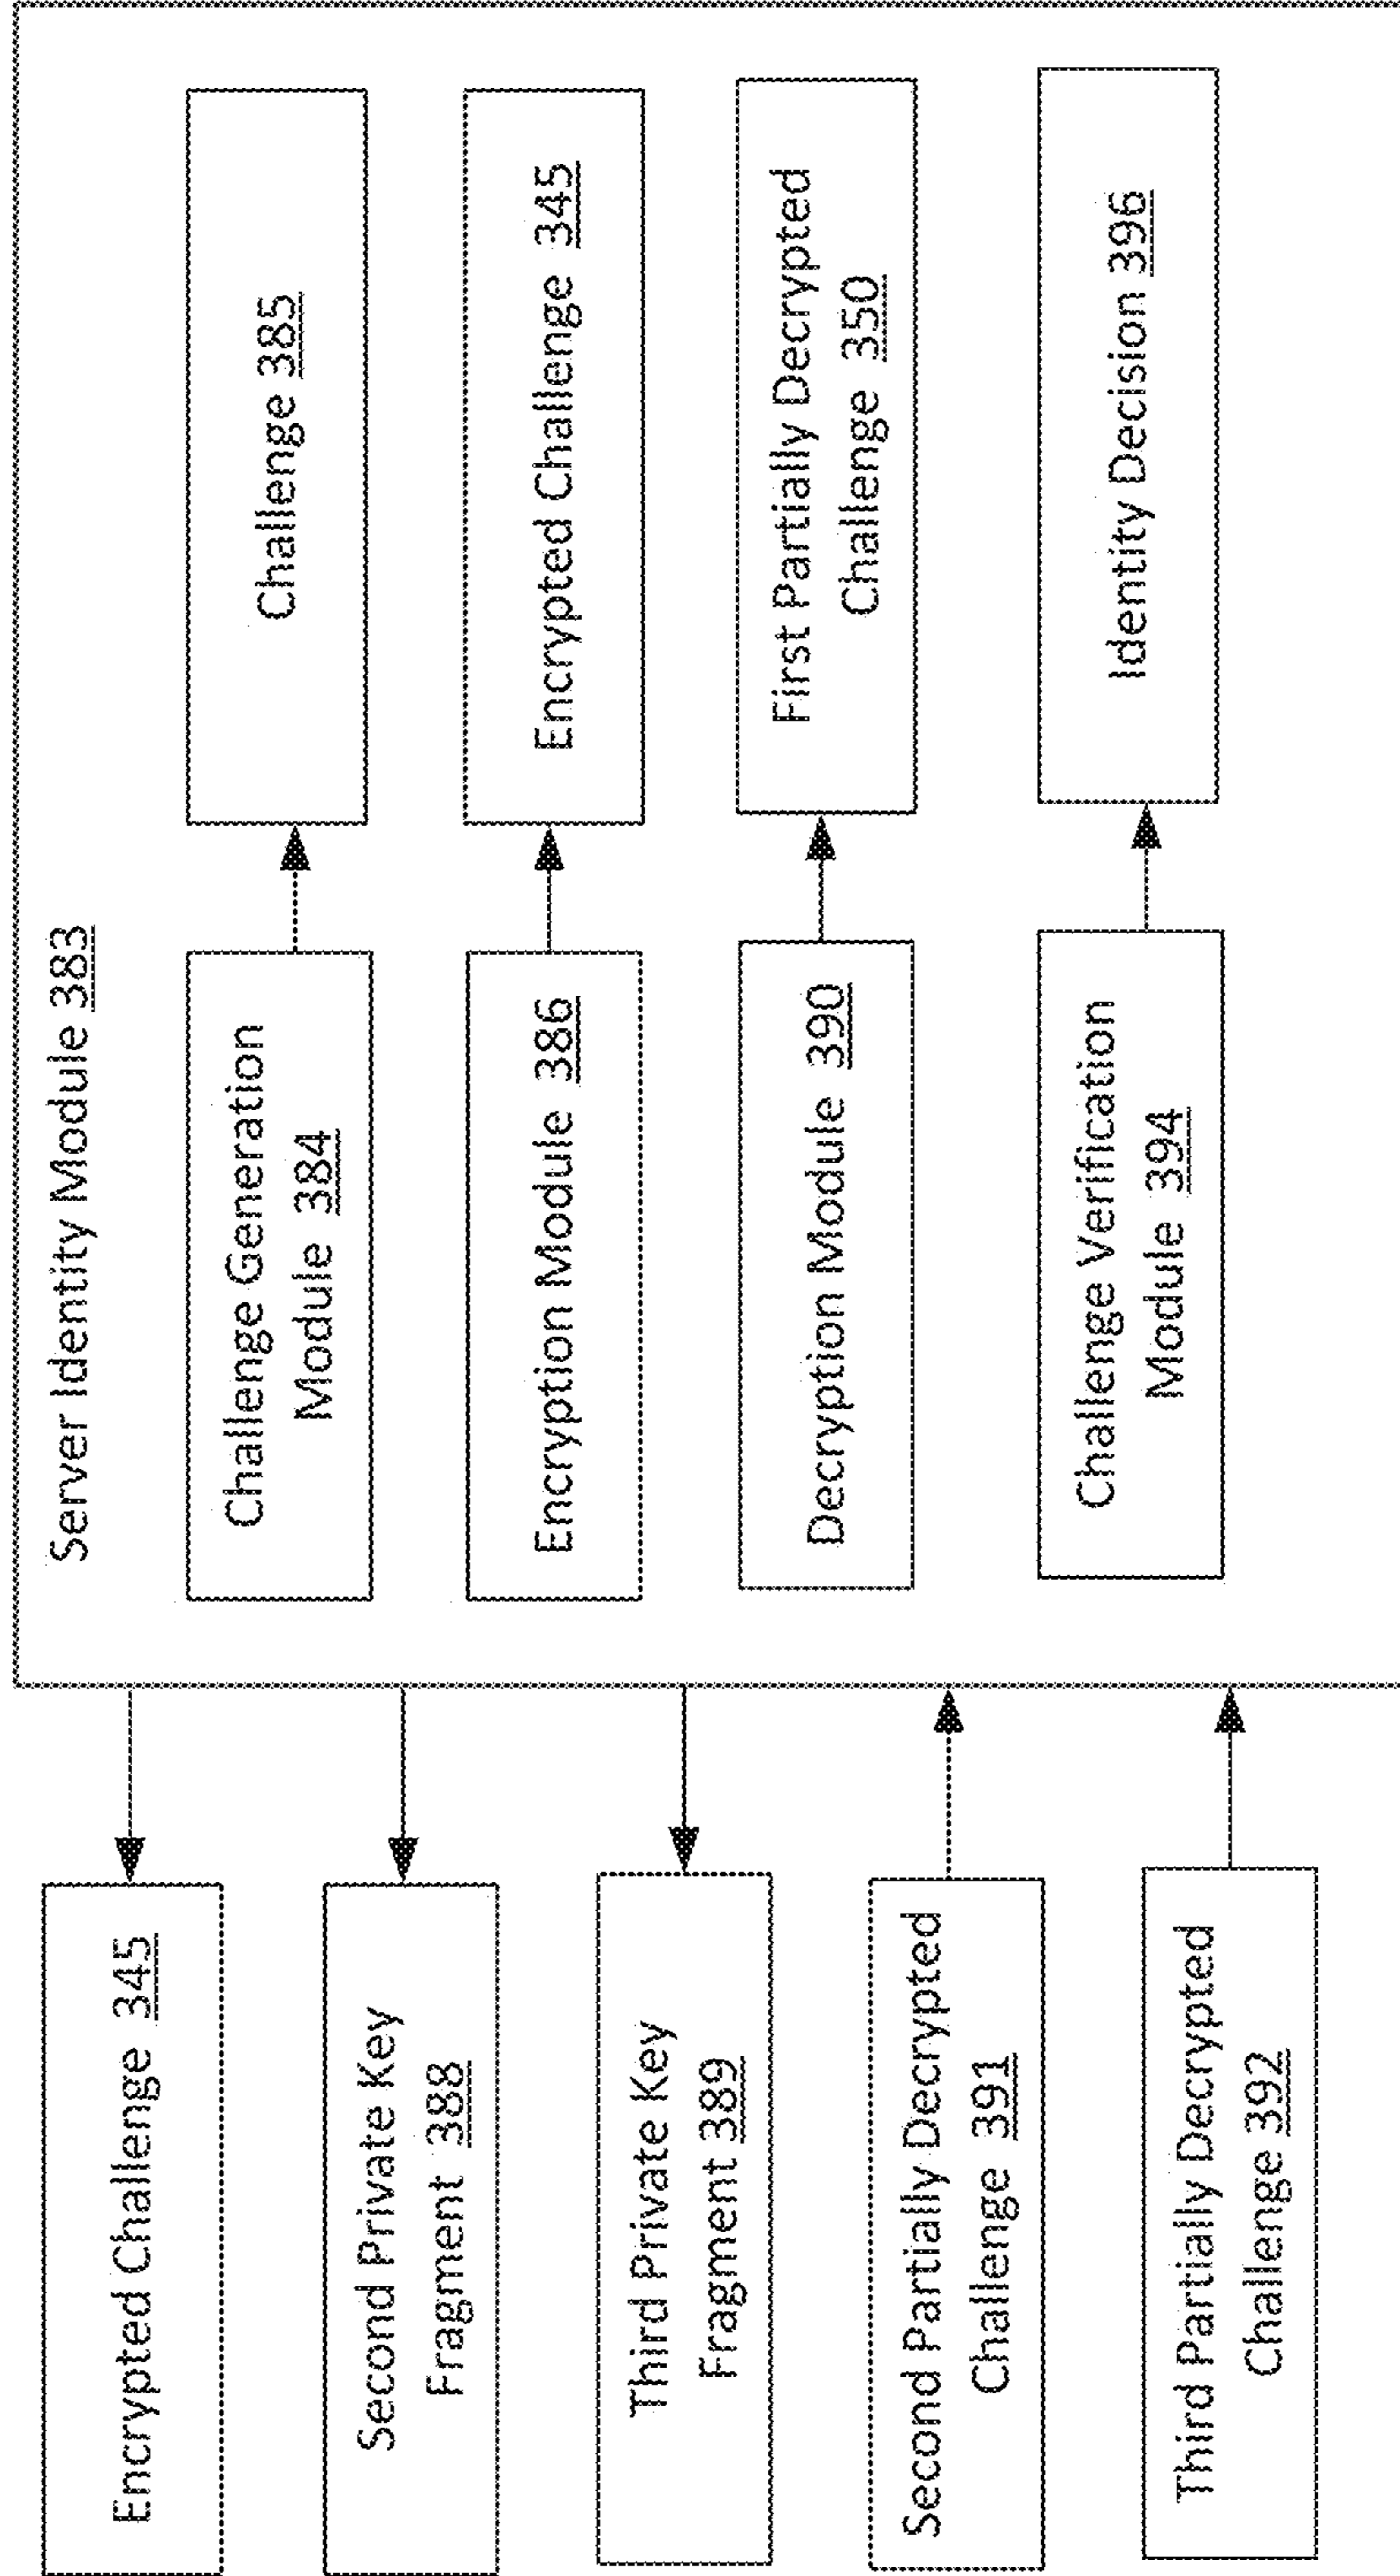 Server Identity Module 383
Encrypted Challenge 345
Second Private Key
Fragment 388
Third Private Key
Fragment 389
Second Partially Decrypted
Challenge 391
Third Partially Decrypted
Challenge 392
Challenge Generation
Module 384
Challenge 385
Encryption Module 386
Encrypted Challenge 345
Decryption Module 390
First Partially Decrypted
Challenge 350
Challenge Verification
Module 394
Identity Decision 396